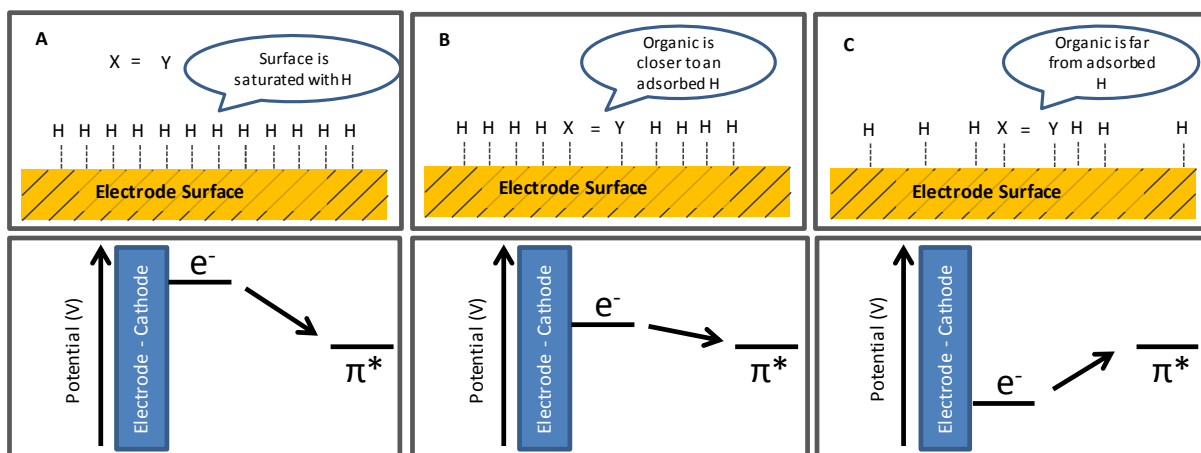 A
X = Y
Surface is
saturated with H
H H H H H H H H H H H H
Electrode Surface
B
Organic is
closer to an
adsorbed H
H H H H X = Y H H H H
Electrode Surface
C
Organic is far
from adsorbed
H
H H H X = Y H H H
Electrode Surface
Potential (V)
Electrode - Cathode
e-
π*
Potential (V)
Electrode - Cathode
e-
π*
Potential (V)
Electrode - Cathode
e-
π*